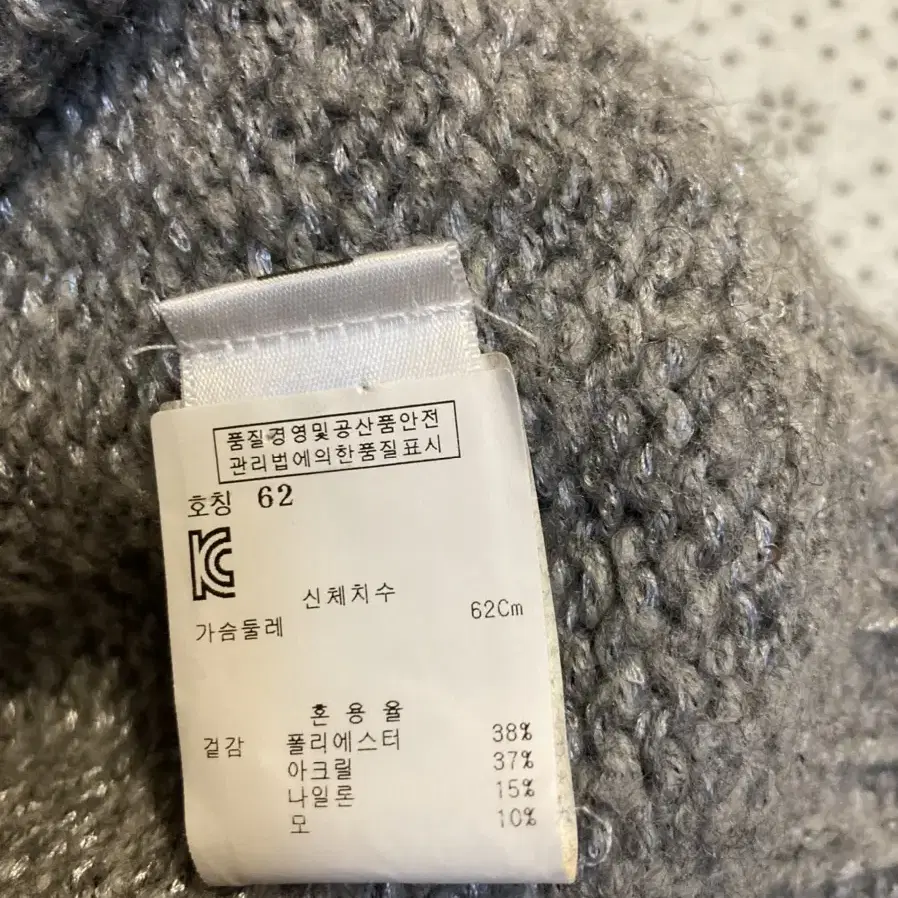 품질경영및공산품안전
관리법에의한품질표시
호칭 62
KC
신체치수
가슴둘레 62Cm
혼 용 율
겉감 폴리에스터 38%
아크릴 37%
나일론 15%
모 10%